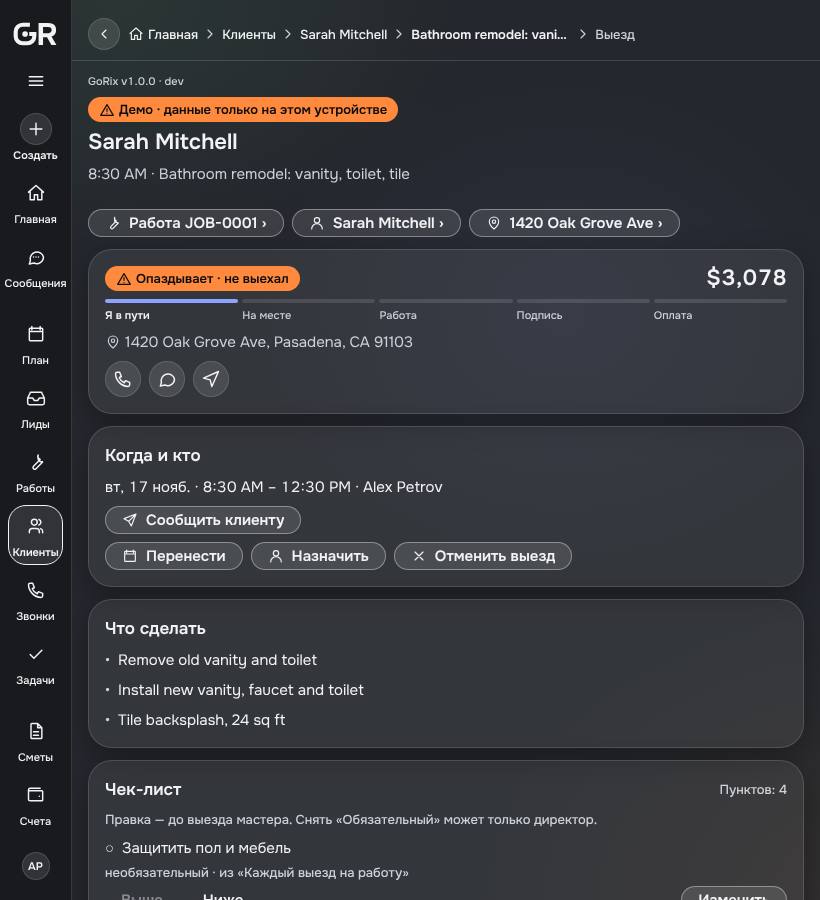 GR
Главная
Клиенты
Sarah Mitchell
Bathroom remodel: vani...
Выезд
GoRix v1.0.0 · dev
Демо · данные только на этом устройстве
Sarah Mitchell
8:30 AM · Bathroom remodel: vanity, toilet, tile
Работа JOB-0001 ›
Sarah Mitchell ›
1420 Oak Grove Ave ›
Опаздывает · не выехал
$3,078
Я в пути
На месте
Работа
Подпись
Оплата
1420 Oak Grove Ave, Pasadena, CA 91103
Когда и кто
вт, 17 нояб. · 8:30 AM – 12:30 PM · Alex Petrov
Сообщить клиенту
Перенести
Назначить
Отменить выезд
Что сделать
• Remove old vanity and toilet
• Install new vanity, faucet and toilet
• Tile backsplash, 24 sq ft
Чек-лист
Пунктов: 4
Правка — до выезда мастера. Снять «Обязательный» может только директор.
○ Защитить пол и мебель
необязательный · из «Каждый выезд на работу»
Выше
Ниже
Изменить
Создать
Главная
Сообщения
План
Лиды
Работы
Клиенты
Звонки
Задачи
Сметы
Счета
AP